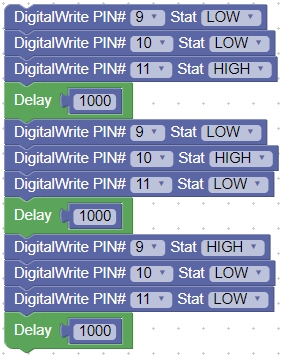 DigitalWrite PIN# 9 Stat LOW
DigitalWrite PIN# 10 Stat LOW
DigitalWrite PIN# 11 Stat HIGH
Delay 1000
DigitalWrite PIN# 9 Stat LOW
DigitalWrite PIN# 10 Stat HIGH
DigitalWrite PIN# 11 Stat LOW
Delay 1000
DigitalWrite PIN# 9 Stat HIGH
DigitalWrite PIN# 10 Stat LOW
DigitalWrite PIN# 11 Stat LOW
Delay 1000